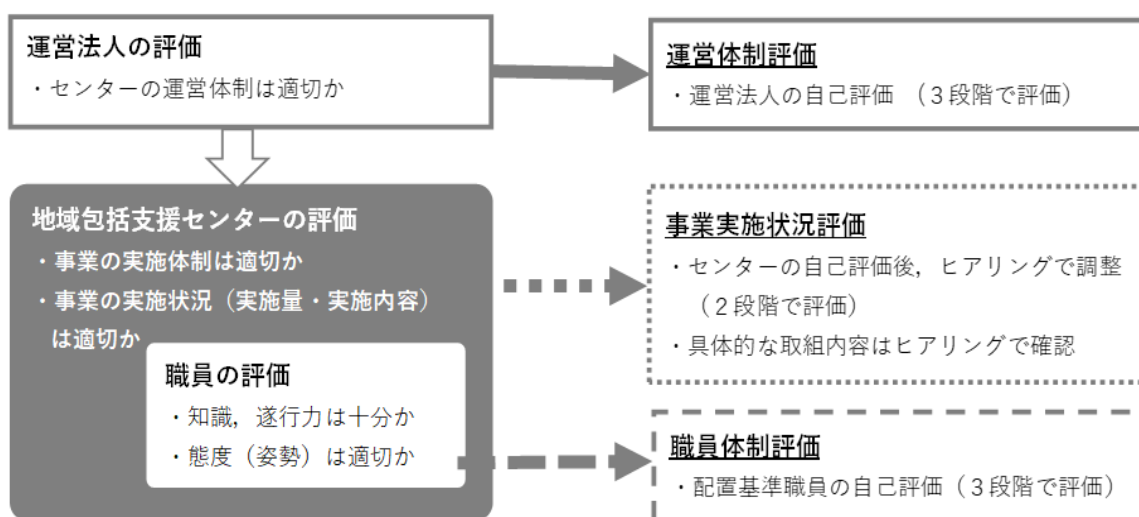 運営法人の評価
・センターの運営体制は適切か
運営体制評価
・運営法人の自己評価 (3段階で評価)
地域包括支援センターの評価
・事業の実施体制は適切か
・事業の実施状況(実施量・実施内容)
は適切か
事業実施状況評価
・センターの自己評価後,ヒアリングで調整
(2段階で評価)
・具体的な取組内容はヒアリングで確認
職員の評価
・知識,遂行力は十分か
・態度(姿勢)は適切か
職員体制評価
・配置基準職員の自己評価(3段階で評価)